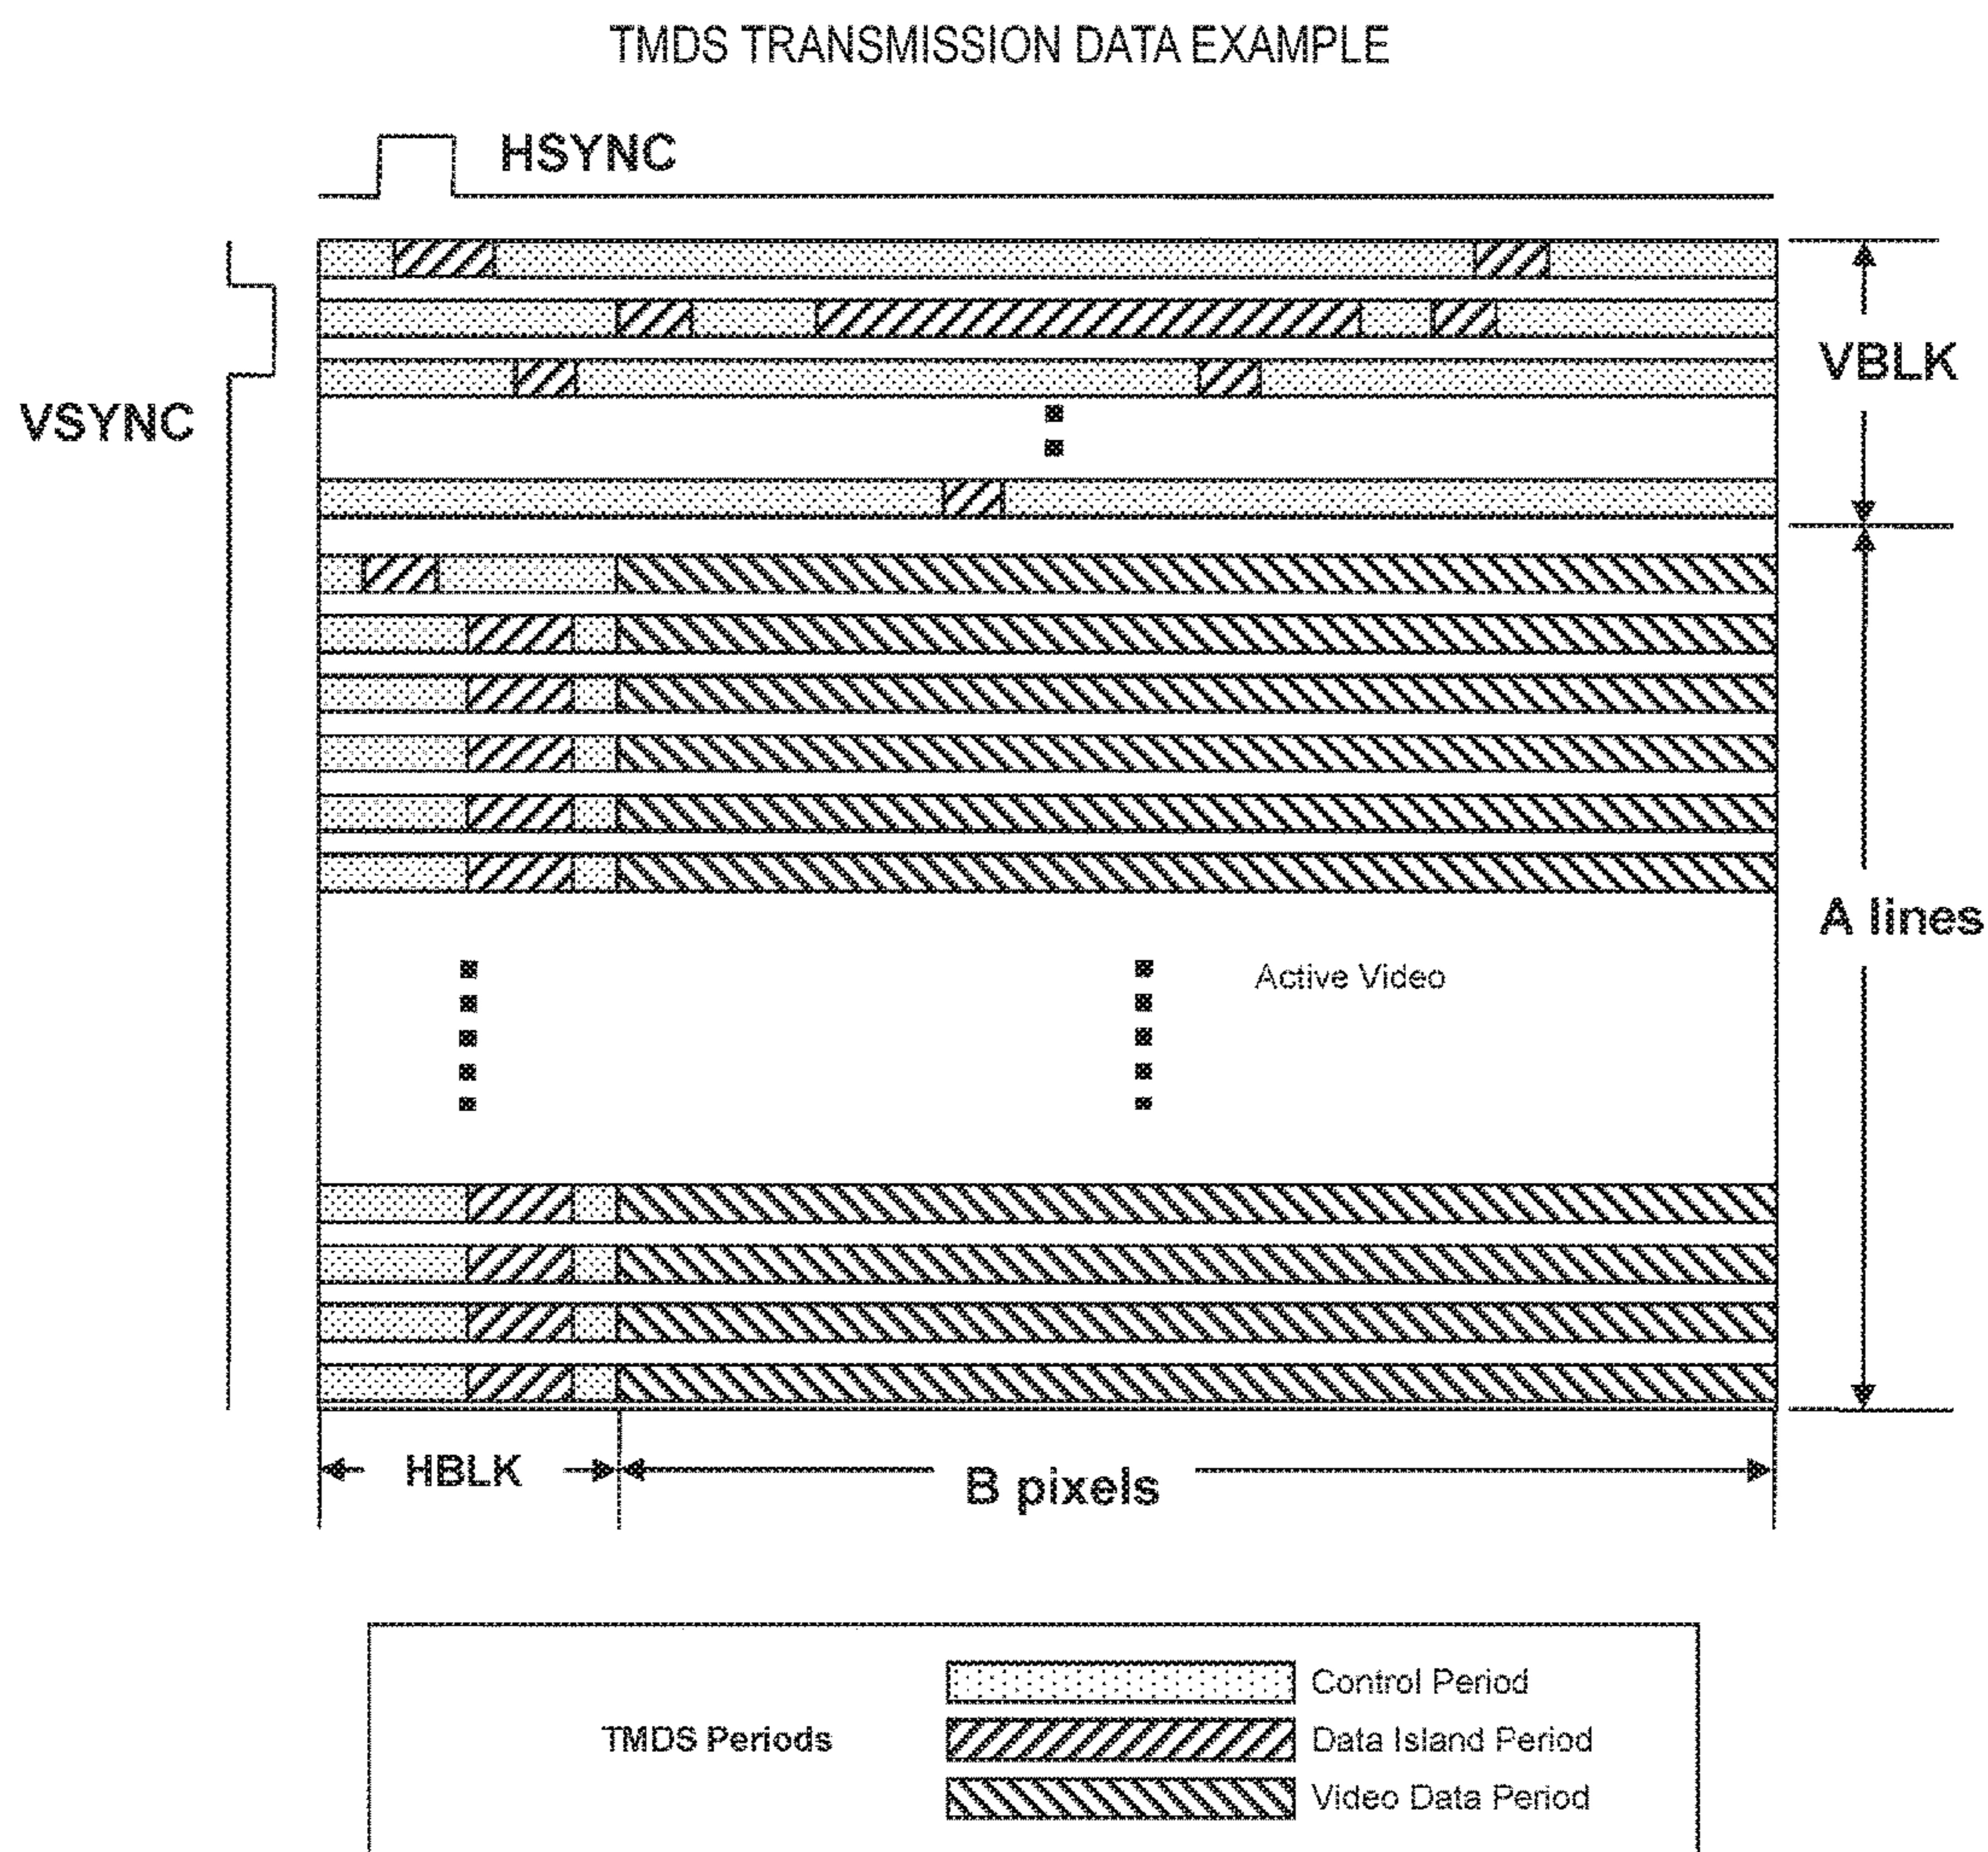 TMDS TRANSMISSION DATA EXAMPLE
HSYNC
VSYNC
VBLK
A lines
Active Video
HBLK
B pixels
TMDS Periods
Control Period
Data Island Period
Video Data Period